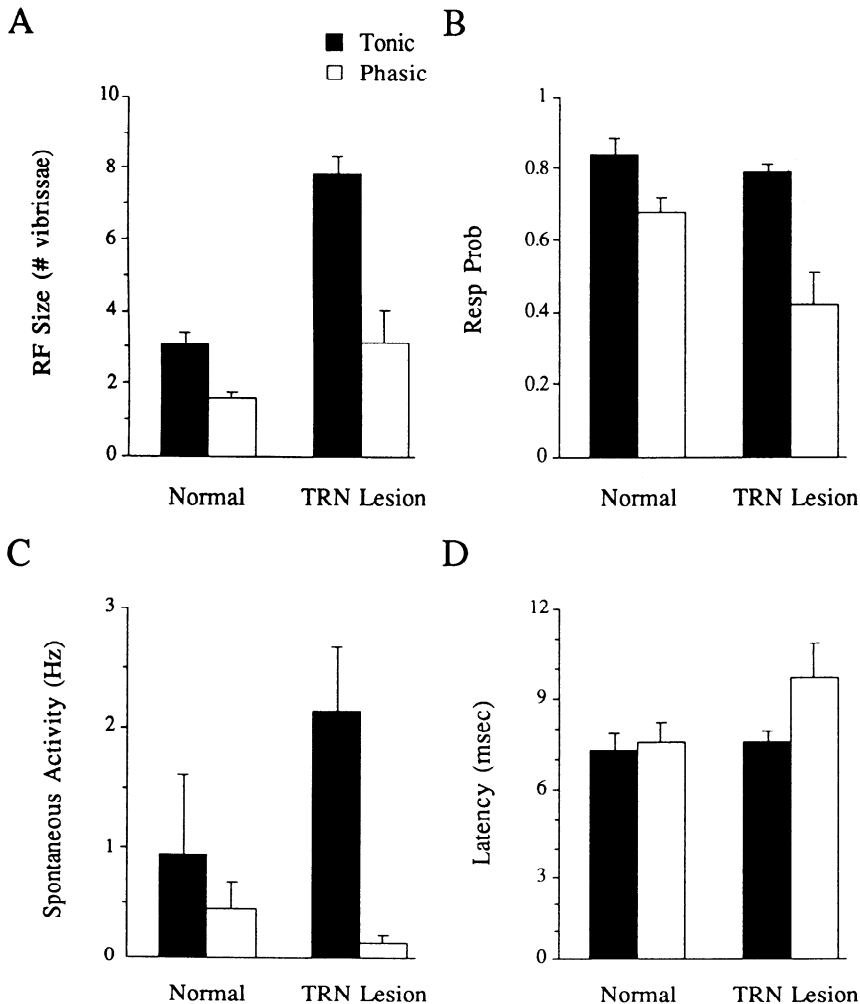 A
Tonic
Phasic
RF Size (# vibrissae)
10
8
6
4
2
0
Normal
TRN Lesion
B
Resp Prob
1
0.8
0.6
0.4
0.2
0
Normal
TRN Lesion
C
Spontaneous Activity (Hz)
3
2
1
0
Normal
TRN Lesion
D
Latency (msec)
12
9
6
3
0
Normal
TRN Lesion